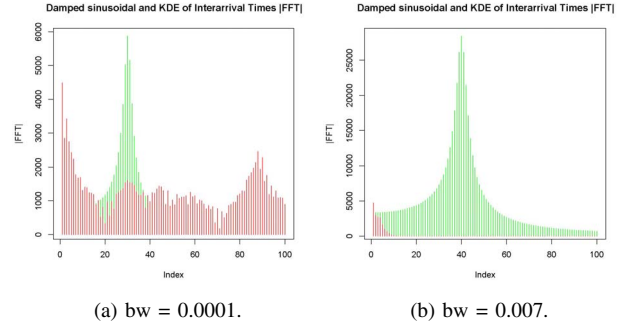 Damped sinusoidal and KDE of Interarrival Times |FFT|
|FFT|
6000
5000
4000
3000
2000
1000
0
0 20 40 60 80 100
Index
(a) bw = 0.0001.
Damped sinusoidal and KDE of Interarrival Times |FFT|
|FFT|
25000
20000
15000
10000
5000
0
0 20 40 60 80 100
Index
(b) bw = 0.007.